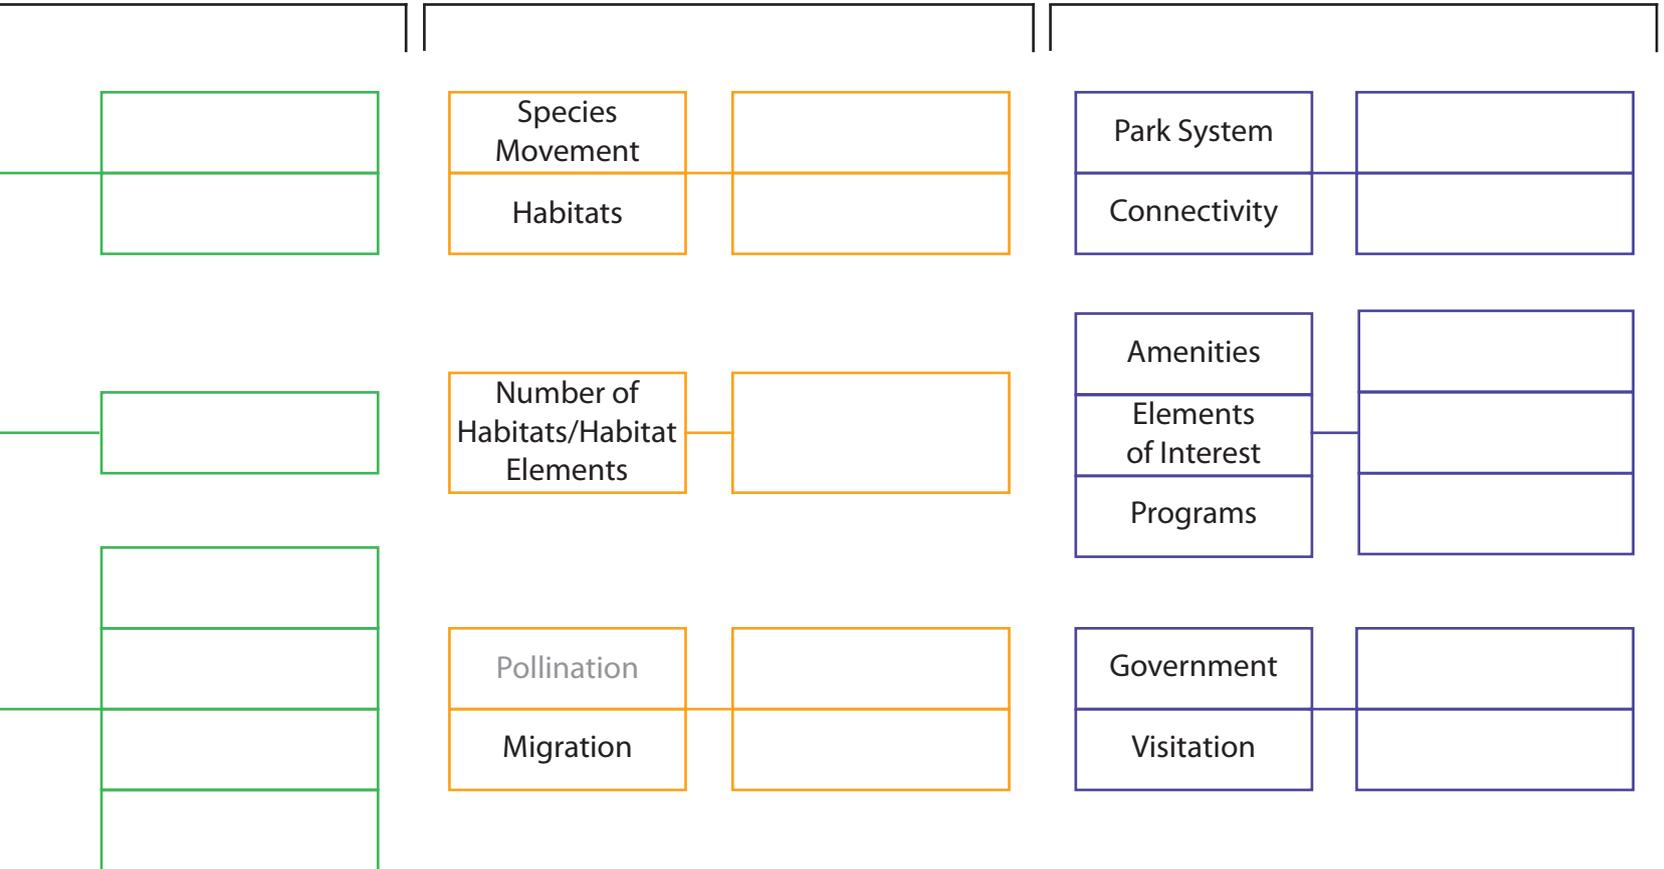 Species
Movement
Habitats
Number of
Habitats/Habitat
Elements
Pollination
Migration
Park System
Connectivity
Amenities
Elements
of Interest
Programs
Government
Visitation